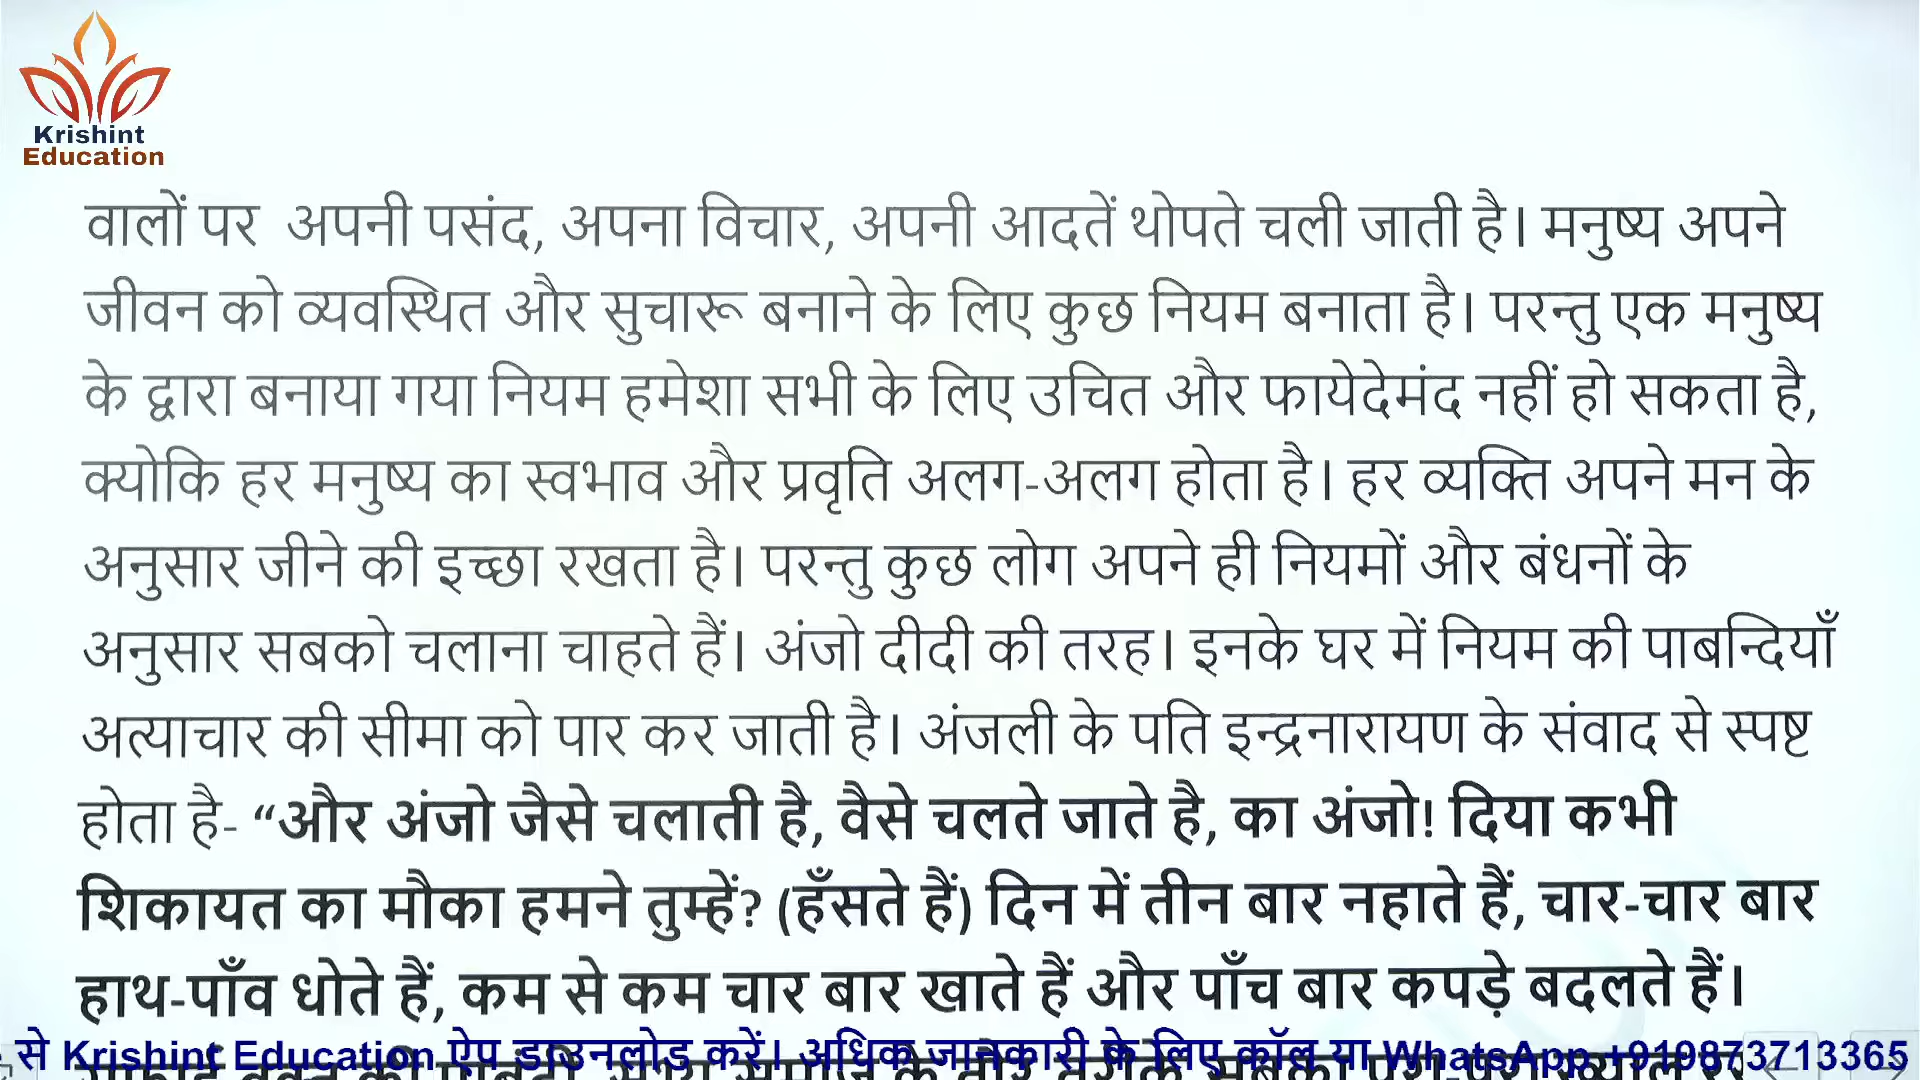 Krishint
Education
वालों पर अपनी पसंद, अपना विचार, अपनी आदतें थोपते चली जाती है। मनुष्य अपने
जीवन को व्यवस्थित और सुचारू बनाने के लिए कुछ नियम बनाता है। परन्तु एक मनुष्य
के द्वारा बनाया गया नियम हमेशा सभी के लिए उचित और फायेदेमंद नहीं हो सकता है,
क्योकि हर मनुष्य का स्वभाव और प्रवृति अलग-अलग होता है। हर व्यक्ति अपने मन के
अनुसार जीने की इच्छा रखता है। परन्तु कुछ लोग अपने ही नियमों और बंधनों के
अनुसार सबको चलाना चाहते हैं। अंजो दीदी की तरह। इनके घर में नियम की पाबन्दियाँ
अत्याचार की सीमा को पार कर जाती है। अंजली के पति इन्द्रनारायण के संवाद से स्पष्ट
होता है- “और अंजो जैसे चलाती है, वैसे चलते जाते है, का अंजो! दिया कभी
शिकायत का मौका हमने तुम्हें? (हँसते हैं) दिन में तीन बार नहाते हैं, चार-चार बार
हाथ-पाँव धोते हैं, कम से कम चार बार खाते हैं और पाँच बार कपड़े बदलते हैं।
से Krishint Education ऐप डाउनलोड करें। अधिक जानकारी के लिए कॉल या WhatsApp +919873713365